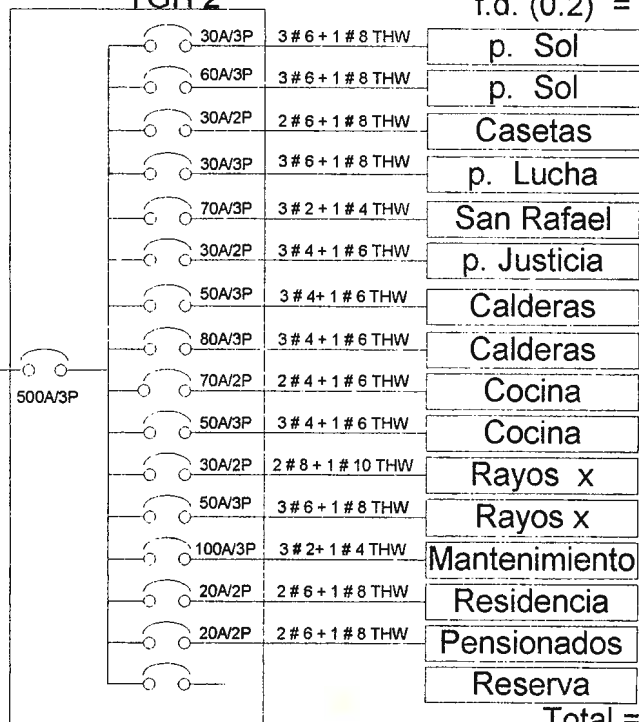 TGR 2
f.d. (0.2) =
30A/3P 3 # 6 + 1 # 8 THW p. Sol
60A/3P 3 # 6 + 1 # 8 THW p. Sol
30A/2P 2 # 6 + 1 # 8 THW Casetas
30A/3P 3 # 6 + 1 # 8 THW p. Lucha
70A/3P 3 # 2 + 1 # 4 THW San Rafael
30A/2P 3 # 4 + 1 # 6 THW p. Justicia
50A/3P 3 # 4+ 1 # 6 THW Calderas
80A/3P 3 # 4 + 1 # 6 THW Calderas
500A/3P
70A/2P 2 # 4 + 1 # 6 THW Cocina
50A/3P 3 # 4 + 1 # 6 THW Cocina
30A/2P 2 # 8 + 1 # 10 THW Rayos x
50A/3P 3 # 6 + 1 # 8 THW Rayos x
100A/3P 3 # 2+ 1 # 4 THW Mantenimiento
20A/2P 2 # 6 + 1 # 8 THW Residencia
20A/2P 2 # 6 + 1 # 8 THW Pensionados
Reserva
Total =